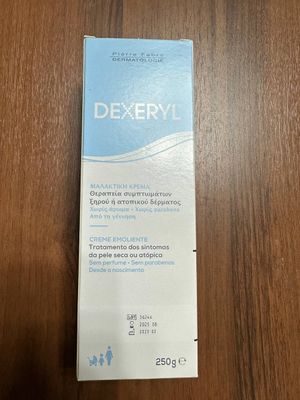 Pierre Fabre
DERMATOLOGIE
DEXERYL
ΜΑΛΑΚΤΙΚΗ ΚΡΕΜΑ
Θεραπεία συμπτωμάτων
ξηρού ή ατοπικού δέρματος
Χωρίς άρωμα • Χωρίς parabens
Από τη γέννηση
CREME EMOLIENTE
Tratamento dos sintomas
da pele seca ou atópica
Sem perfume • Sem parabenos
Desde o nascimento
LOT
250g e